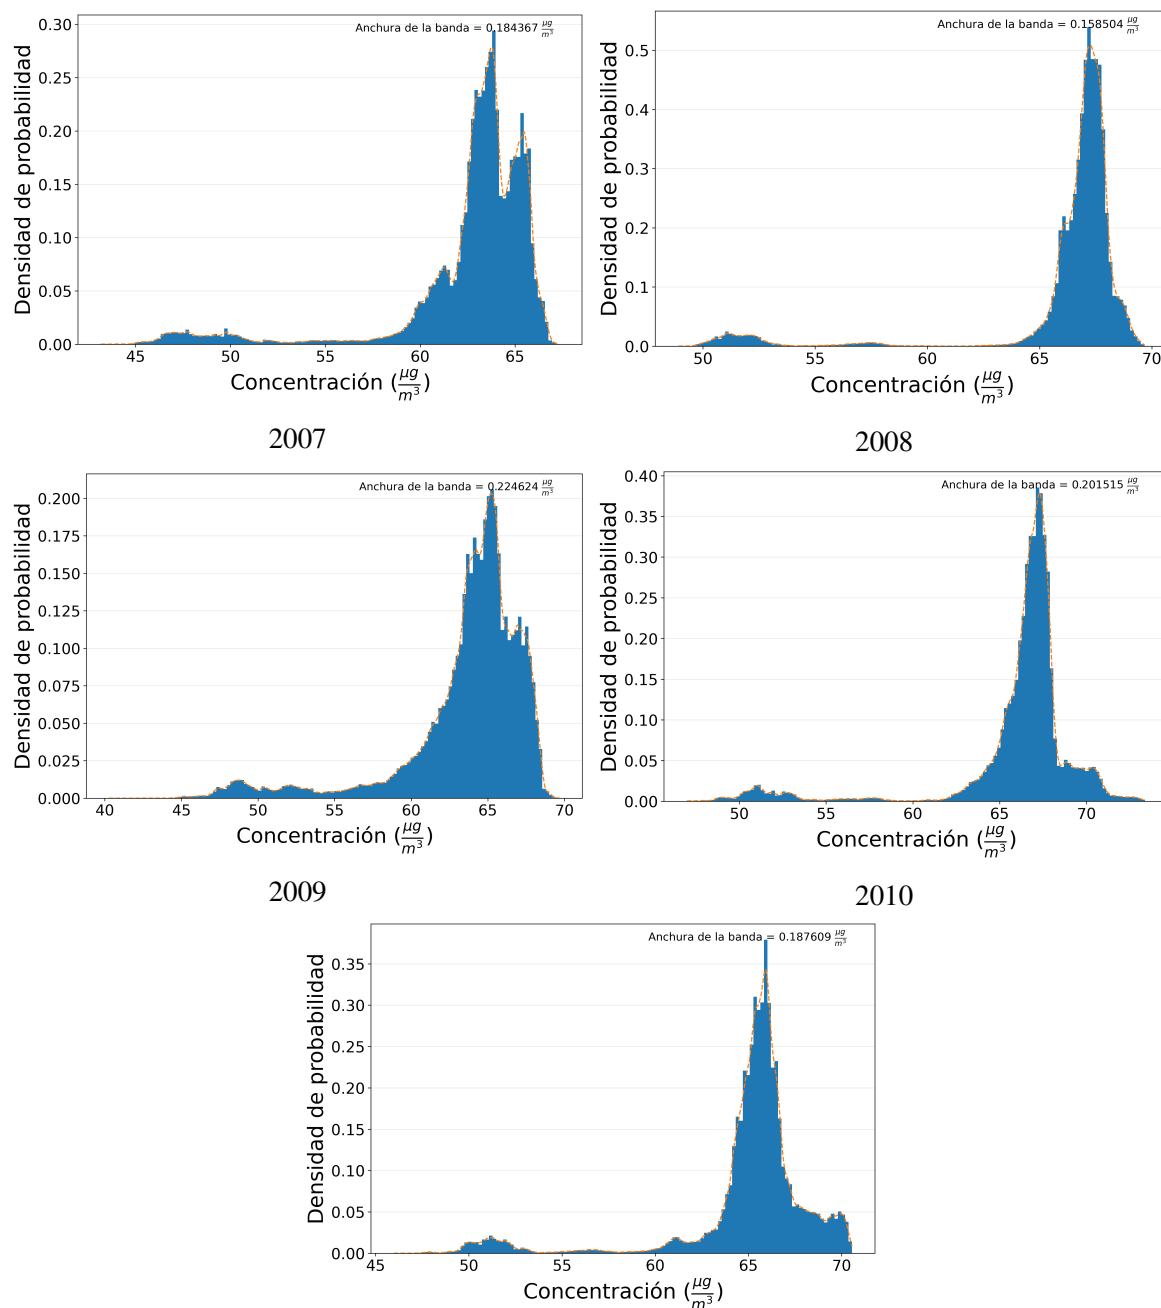 Anchura de la banda = 0.184367 μg/m³
Densidad de probabilidad
0.30
0.25
0.20
0.15
0.10
0.05
0.00
45 50 55 60 65
Concentración (μg/m³)
2007
Anchura de la banda = 0.158504 μg/m³
Densidad de probabilidad
0.5
0.4
0.3
0.2
0.1
0.0
50 55 60 65 70
Concentración (μg/m³)
2008
Anchura de la banda = 0.224624 μg/m³
Densidad de probabilidad
0.200
0.175
0.150
0.125
0.100
0.075
0.050
0.025
0.000
40 45 50 55 60 65 70
Concentración (μg/m³)
2009
Anchura de la banda = 0.201515 μg/m³
Densidad de probabilidad
0.40
0.35
0.30
0.25
0.20
0.15
0.10
0.05
0.00
50 55 60 65 70
Concentración (μg/m³)
2010
Anchura de la banda = 0.187609 μg/m³
Densidad de probabilidad
0.35
0.30
0.25
0.20
0.15
0.10
0.05
0.00
45 50 55 60 65 70
Concentración (μg/m³)